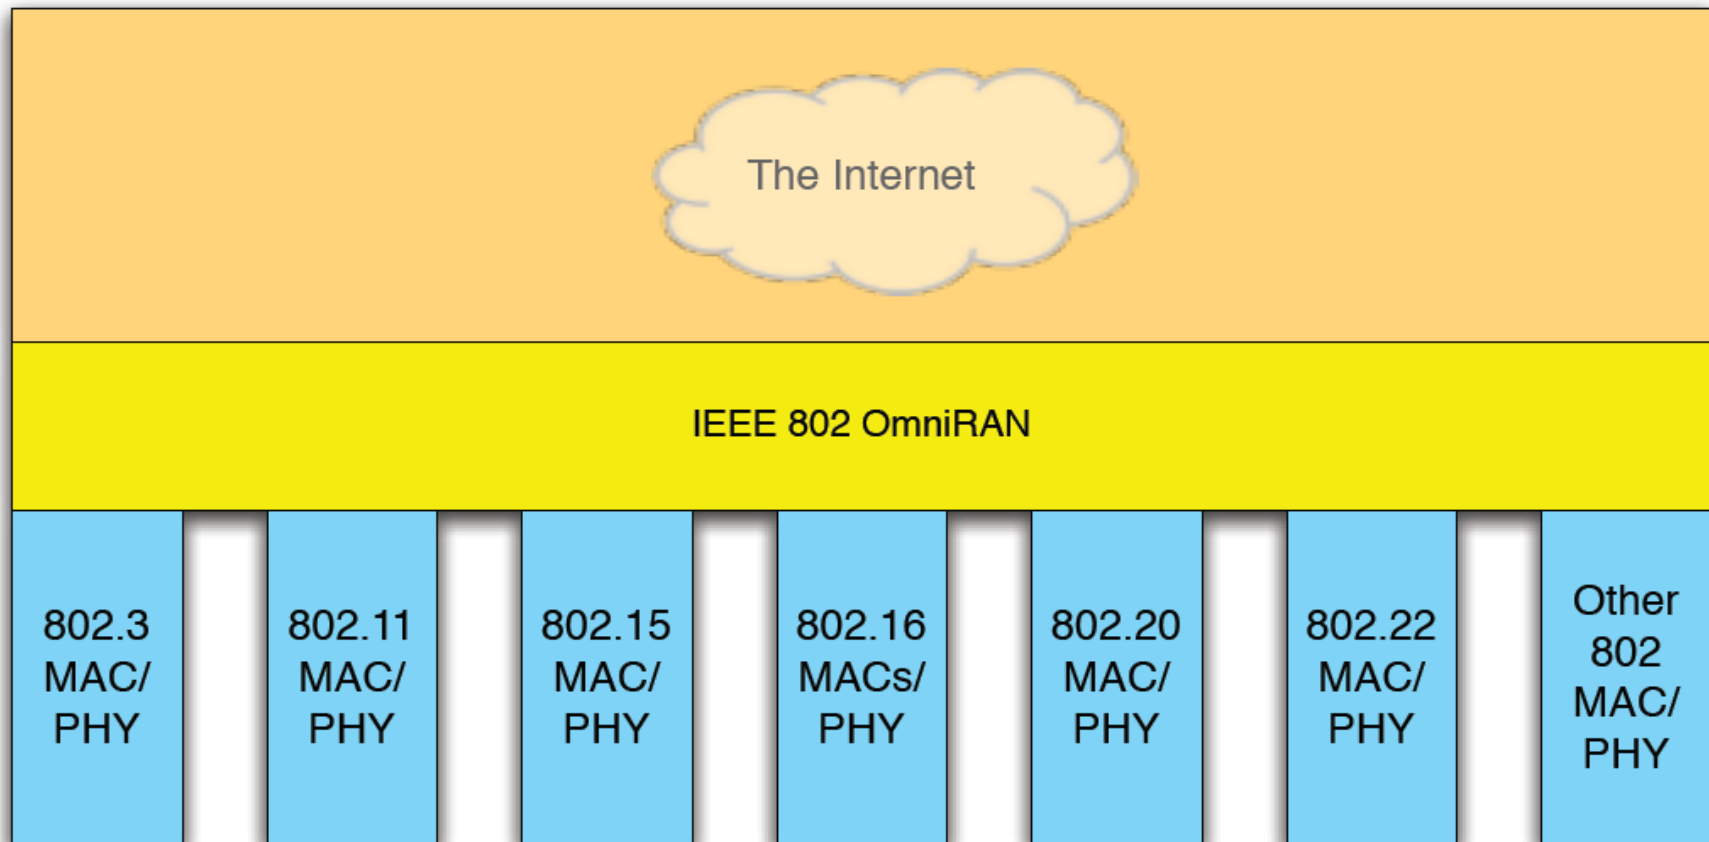 The Internet
IEEE 802 OmniRAN
802.3
MAC/
PHY
802.11
MAC/
PHY
802.15
MAC/
PHY
802.16
MACs/
PHY
802.20
MAC/
PHY
802.22
MAC/
PHY
Other
802
MAC/
PHY